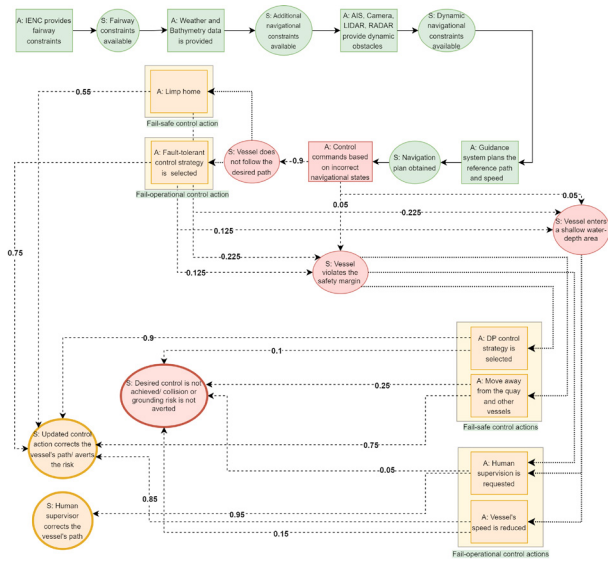 A: IENC provides
fairway
constraints
S: Fairway
constraints
available
A: Weather and
Bathymetry data
is provided
S: Additional
navigational
constraints
available
A: AIS, Camera,
LIDAR, RADAR
provide dynamic
obstacles
S: Dynamic
navigational
constraints
available
0.55
A: Limp home
Fail-safe control action
A: Fault-tolerant
control strategy
is selected
Fail-operational control action
S: Vessel does
not follow the
desired path
0.9
A: Control
commands based
on incorrect
navigational states
S: Navigation
plan obtained
A: Guidance
system plans the
reference path
and speed
0.05
0.05
0.225
0.125
S: Vessel enters
a shallow water-
depth area
0.75
0.225
0.125
S: Vessel
violates the
safety margin
0.9
0.1
A: DP control
strategy is
selected
S: Desired control is not
achieved/ collision or
grounding risk is not
averted
0.25
A: Move away
from the quay
and other
vessels
Fail-safe control actions
S: Updated control
action corrects the
vessel's path/ averts
the risk
0.75
0.05
A: Human
supervision is
requested
0.85
0.95
S: Human
supervisor
corrects the
vessel's path
0.15
A: Vessel's
speed is reduced
Fail-operational control actions